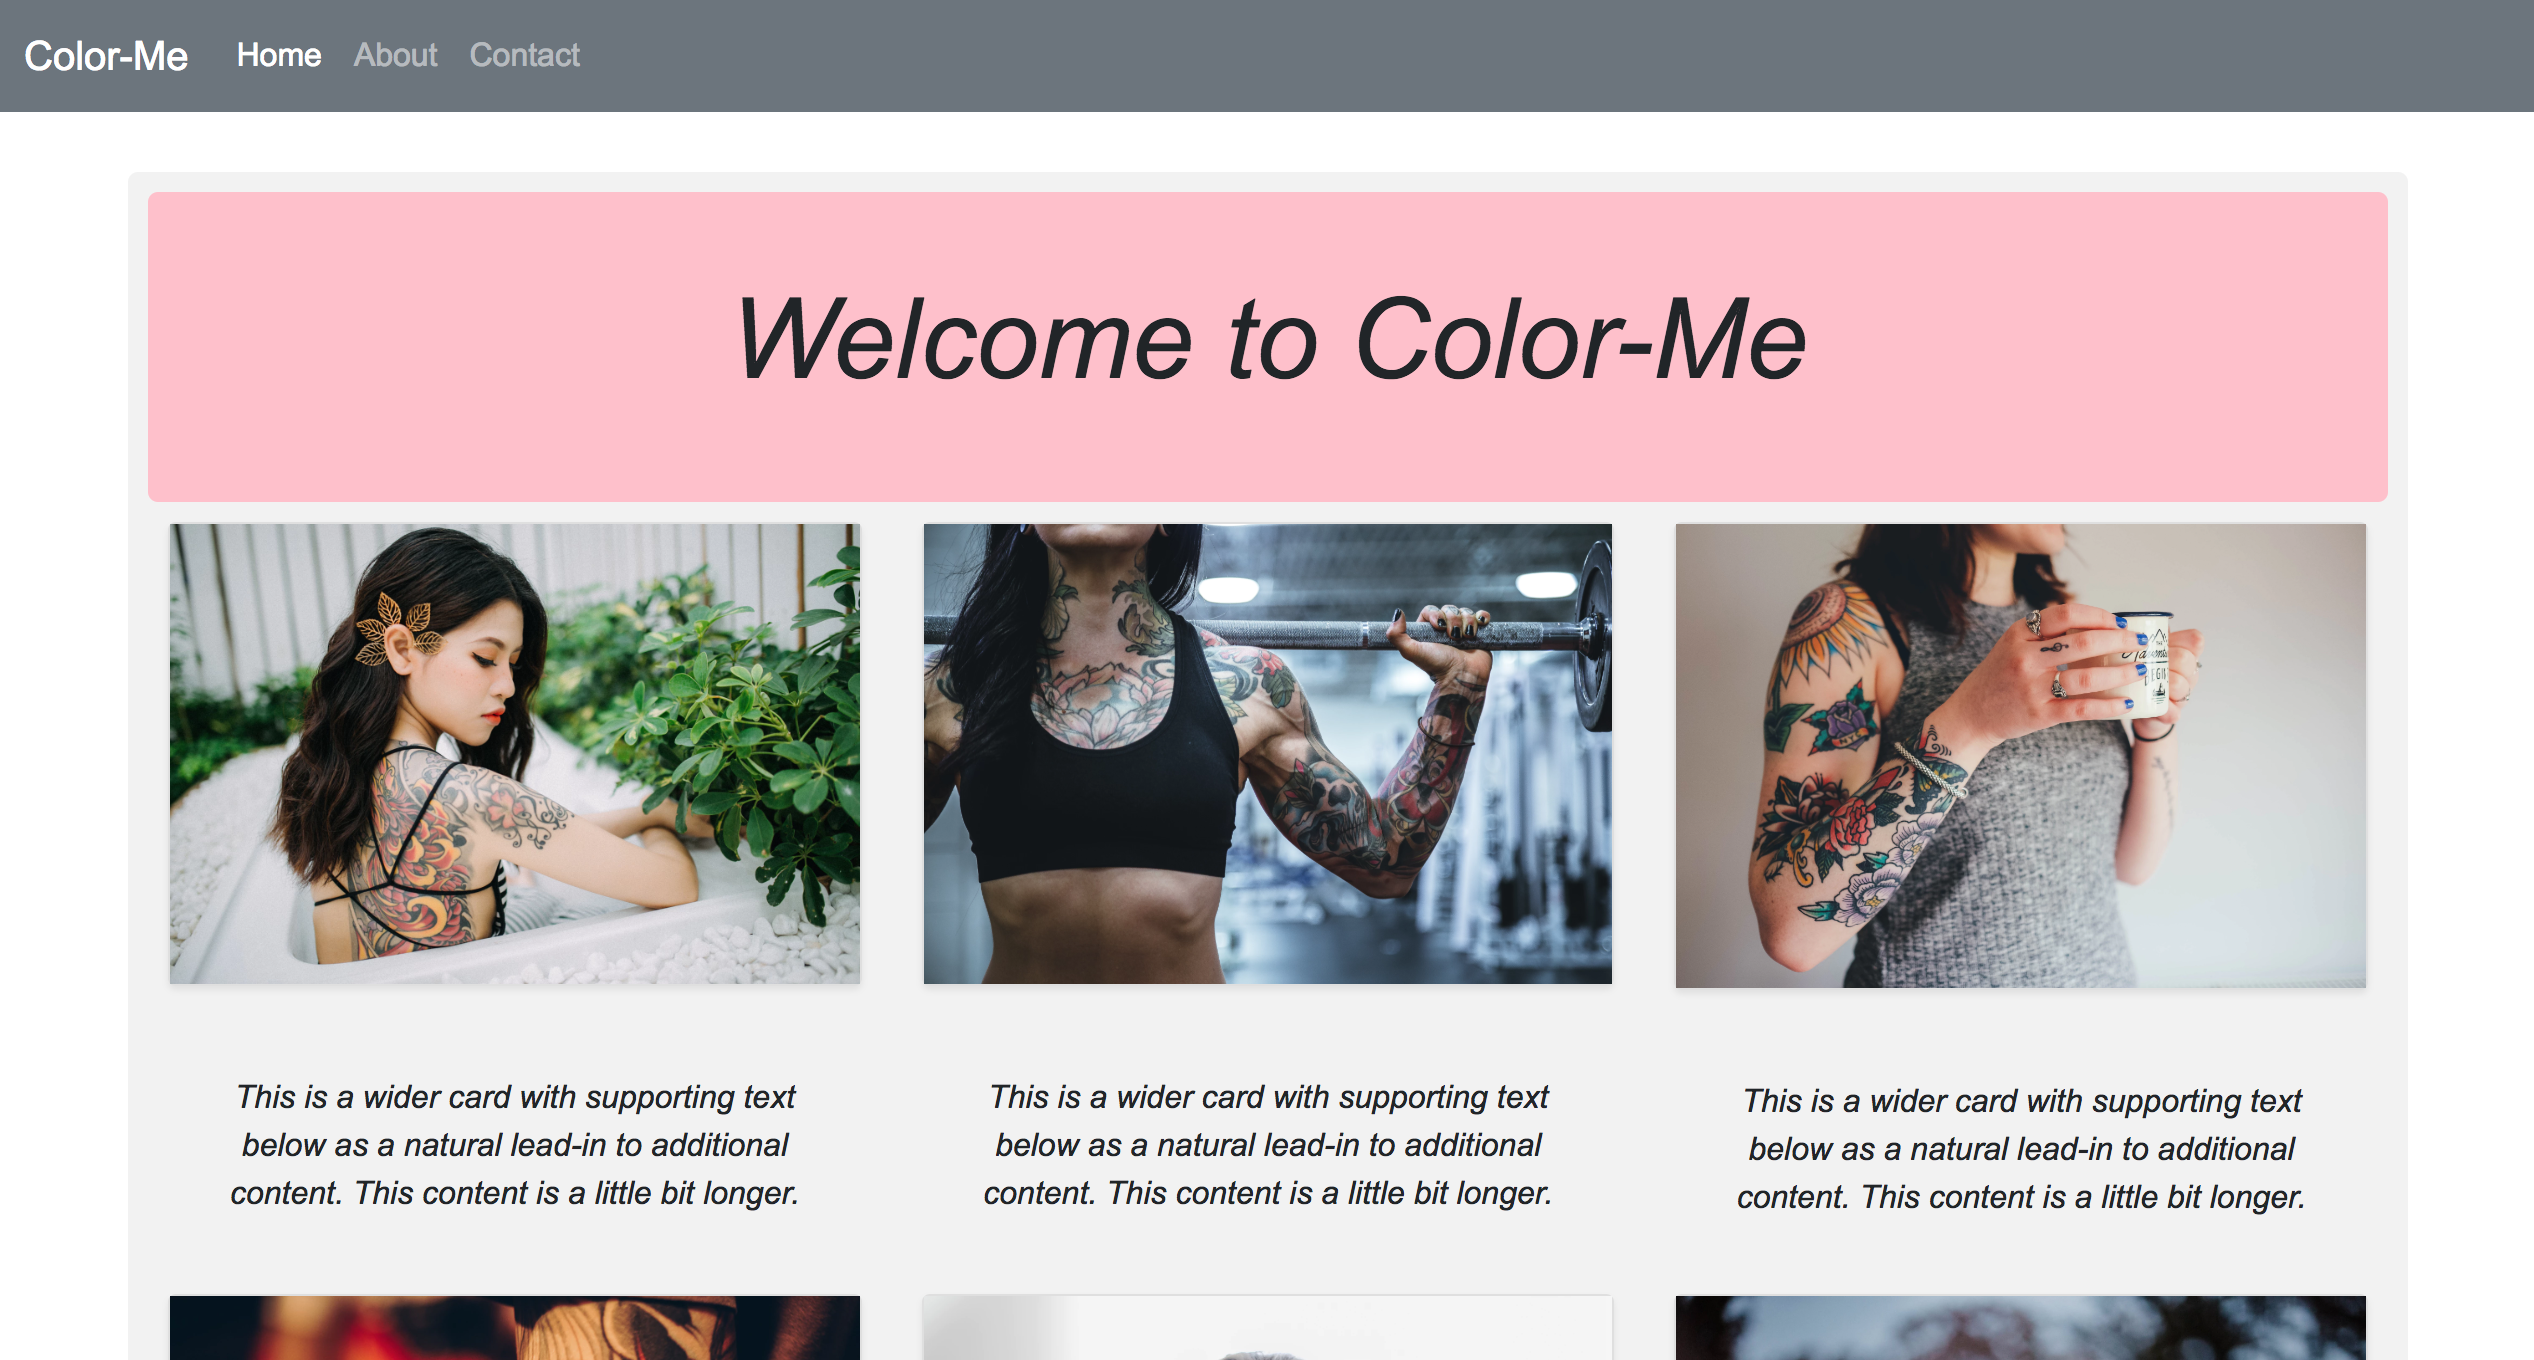 Color-Me Home About Contact
Welcome to Color-Me
NYC
This is a wider card with supporting text
below as a natural lead-in to additional
content. This content is a little bit longer.
This is a wider card with supporting text
below as a natural lead-in to additional
content. This content is a little bit longer.
This is a wider card with supporting text
below as a natural lead-in to additional
content. This content is a little bit longer.